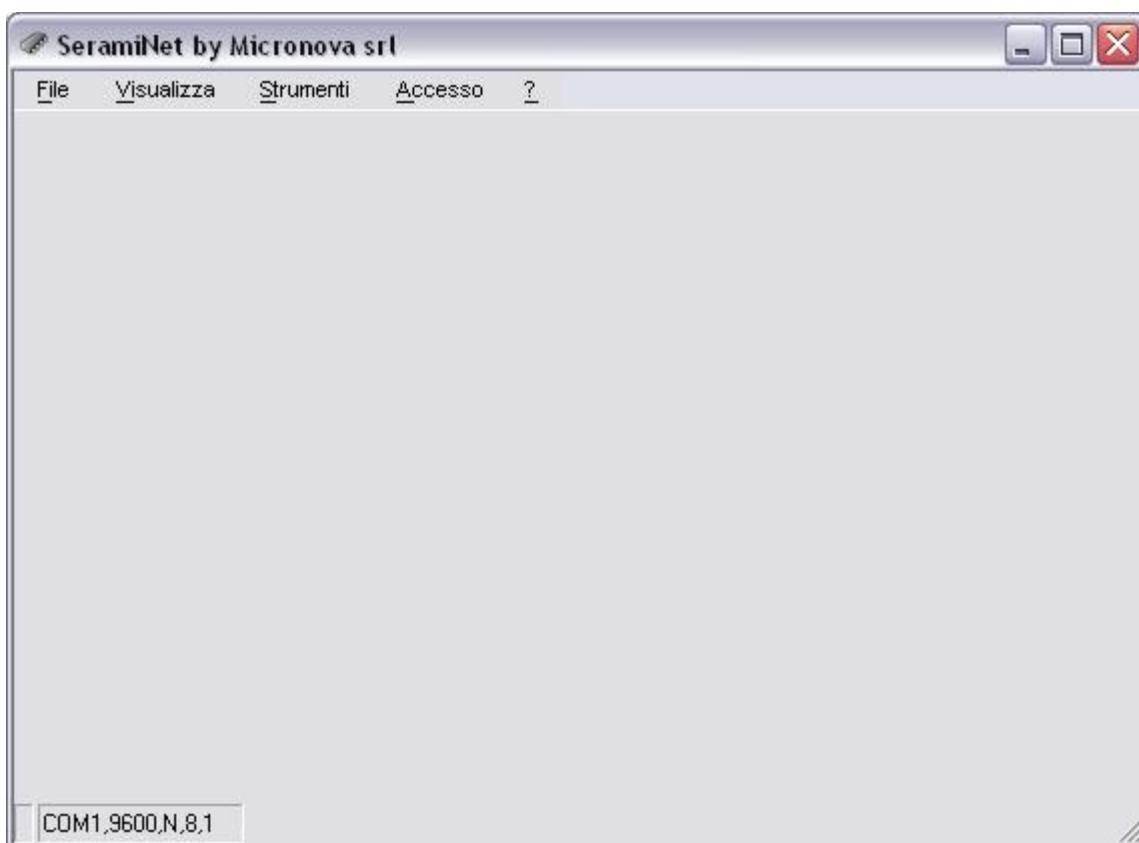 SeramiNet by Micronova srl
File Visualizza Strumenti Accesso ?
COM1,9600,N,8,1